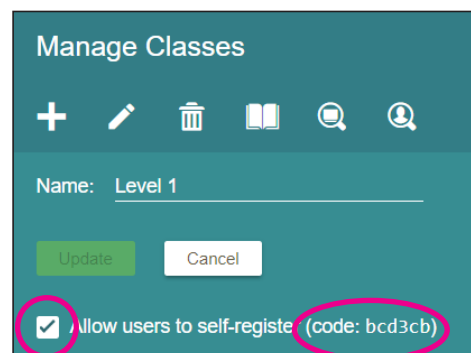 Manage Classes
Name: Level 1
Update Cancel
Allow users to self-register (code: bcd3cb)